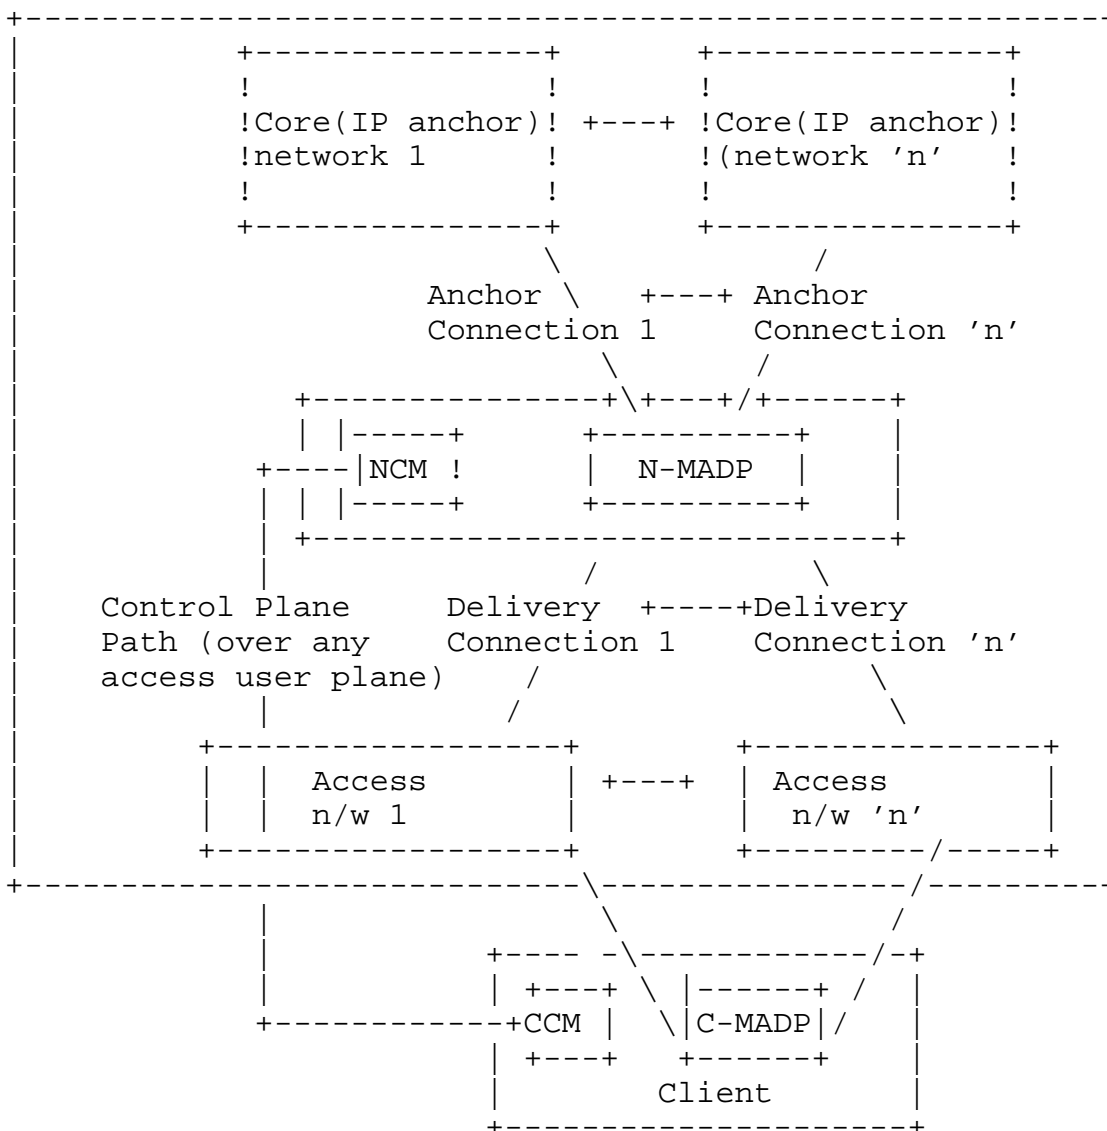 Core(IP anchor) Core(IP anchor)
network 1 (network 'n'
Anchor Anchor
Connection 1 Connection 'n'
NCM N-MADP
Control Plane Delivery Delivery
Path (over any Connection 1 Connection 'n'
access user plane)
Access Access
n/w 1 n/w 'n'
CCM C-MADP
Client